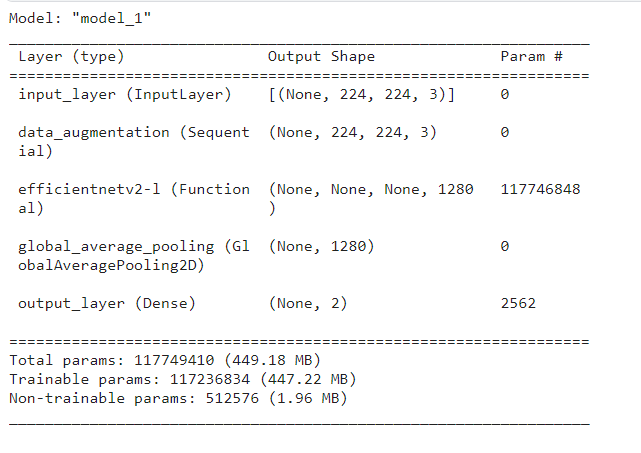 Model: "model_1"
_________________________________________________________________
Layer (type) Output Shape Param #
=================================================================
input_layer (InputLayer) [(None, 224, 224, 3)] 0
data_augmentation (Sequent (None, 224, 224, 3) 0
ial)
efficientnetv2-l (Function (None, None, None, 1280 117746848
al) )
global_average_pooling (Gl (None, 1280) 0
obalAveragePooling2D)
output_layer (Dense) (None, 2) 2562
=================================================================
Total params: 117749410 (449.18 MB)
Trainable params: 117236834 (447.22 MB)
Non-trainable params: 512576 (1.96 MB)
_________________________________________________________________